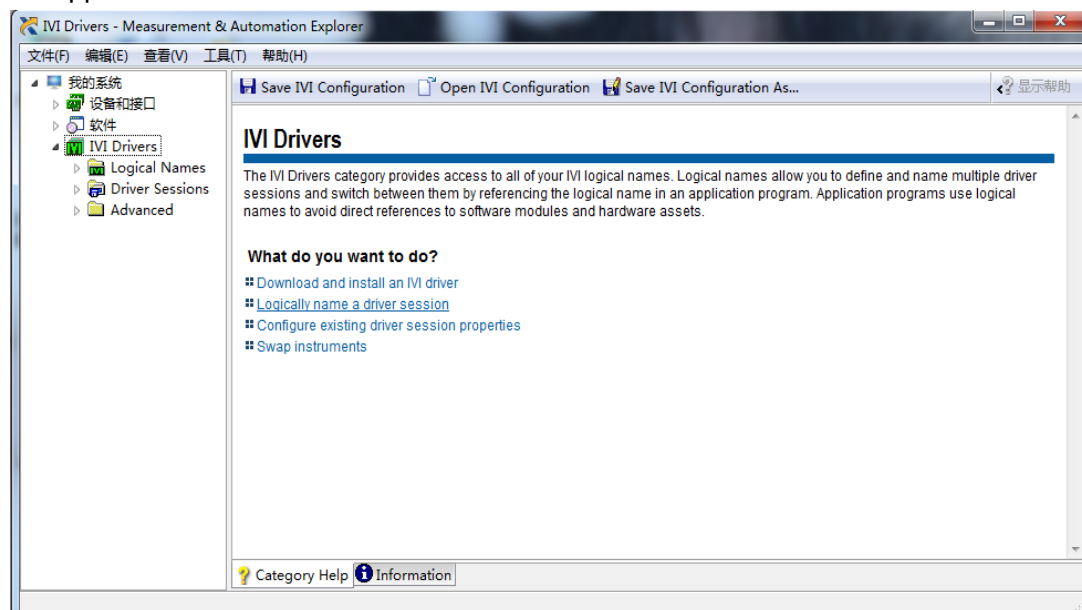 IVI Drivers - Measurement & Automation Explorer
文件(F) 编辑(E) 查看(V) 工具(T) 帮助(H)
我的系统
设备和接口
软件
IVI Drivers
Logical Names
Driver Sessions
Advanced
Save IVI Configuration Open IVI Configuration Save IVI Configuration As...
显示帮助
IVI Drivers
The IVI Drivers category provides access to all of your IVI logical names. Logical names allow you to define and name multiple driver
sessions and switch between them by referencing the logical name in an application program. Application programs use logical
names to avoid direct references to software modules and hardware assets.
What do you want to do?
Download and install an IVI driver
Logically name a driver session
Configure existing driver session properties
Swap instruments
Category Help Information